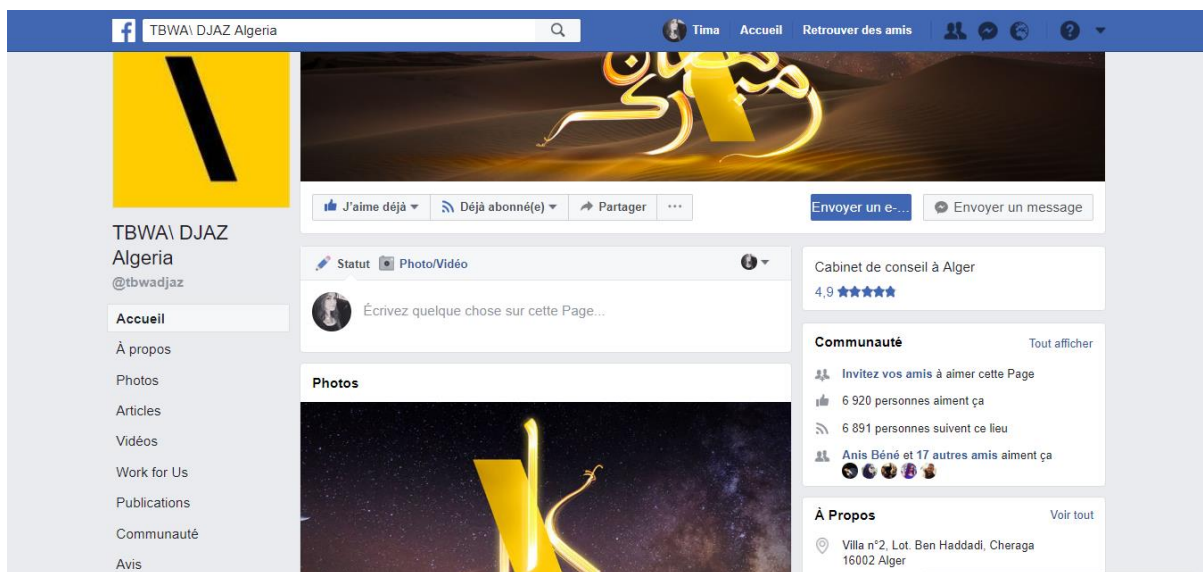 TBWA\ DJAZ Algeria
Tima
Accueil
Retrouver des amis
رمضان
مبارك
J'aime déjà
Déjà abonné(e)
Partager
Envoyer un e-...
Envoyer un message
TBWA\ DJAZ
Algeria
@tbwadjaz
Accueil
À propos
Photos
Articles
Vidéos
Work for Us
Publications
Communauté
Avis
Statut
Photo/Vidéo
Écrivez quelque chose sur cette Page...
Photos
Cabinet de conseil à Alger
4,9 ★★★★★
Communauté
Tout afficher
Invitez vos amis à aimer cette Page
6 920 personnes aiment ça
6 891 personnes suivent ce lieu
Anis Béné et 17 autres amis aiment ça
À Propos
Voir tout
Villa n°2, Lot. Ben Haddadi, Cheraga
16002 Alger